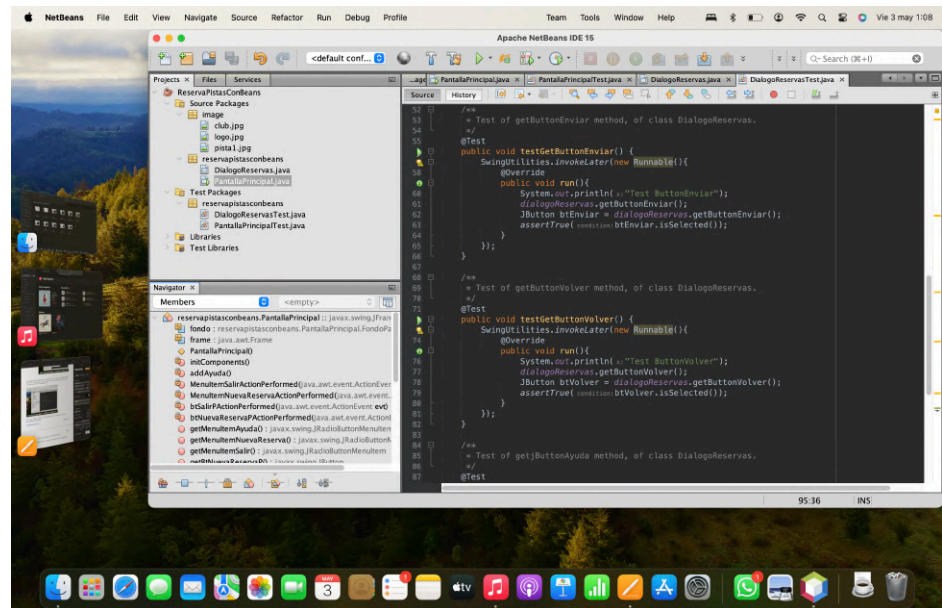 NetBeans File Edit View Navigate Source Refactor Run Debug Profile Team Tools Window Help Vie 3 may 1:08
Apache NetBeans IDE 15
<default conf...
Search (⌘+I)
Projects × Files Services
ReservaPistasConBeans
Source Packages
image
club.jpg
logo.jpg
pista1.jpg
reservapistasconbeans
DialogoReservas.java
PantallaPrincipal.java
Test Packages
reservapistasconbeans
DialogoReservasTest.java
PantallaPrincipalTest.java
Libraries
Test Libraries
Navigator ×
Members <empty>
reservapistasconbeans.PantallaPrincipal :: javax.swing.JFran
fondo : reservapistasconbeans.PantallaPrincipal.FondoPa
frame : java.awt.Frame
PantallaPrincipal()
initComponents()
addAyuda()
MenuItemSalirActionPerformed(java.awt.event.ActionEver
MenuItemNuevaReservaActionPerformed(java.awt.event.
btSalirPActionPerformed(java.awt.event.ActionEvent evt)
btNuevaReservaPActionPerformed(java.awt.event.ActionI
getMenuItemAyuda() : javax.swing.JRadioButtonMenuItem
getMenuItemNuevaReserva() : javax.swing.JRadioButtonM
getMenuItemSalir() : javax.swing.JRadioButtonMenuItem
getBtNuevaReservaP() : javax.swing.JButton
...age PantallaPrincipal.java × PantallaPrincipalTest.java × DialogoReservas.java × DialogoReservasTest.java ×
Source History
52 /**
53 * Test of getButtonEnviar method, of class DialogoReservas.
54 */
55 @Test
public void testGetButtonEnviar() {
SwingUtilities.invokeLater(new Runnable(){
58 @Override
public void run(){
60 System.out.println(x:"Test ButtonEnviar");
61 dialogoReservas.getButtonEnviar();
62 JButton btEnviar = dialogoReservas.getButtonEnviar();
63 assertTrue(condition:btEnviar.isSelected());
64 }
65 });
66 }
67
68 /**
69 * Test of getButtonVolver method, of class DialogoReservas.
70 */
71 @Test
public void testGetButtonVolver() {
SwingUtilities.invokeLater(new Runnable(){
74 @Override
public void run(){
76 System.out.println(x:"Test ButtonVolver");
77 dialogoReservas.getButtonVolver();
78 JButton btVolver = dialogoReservas.getButtonVolver();
79 assertTrue(condition:btVolver.isSelected());
80 }
81 });
82 }
83
84 /**
85 * Test of getjButtonAyuda method, of class DialogoReservas.
86 */
87 @Test
95:36 INS
MAY
3
tv